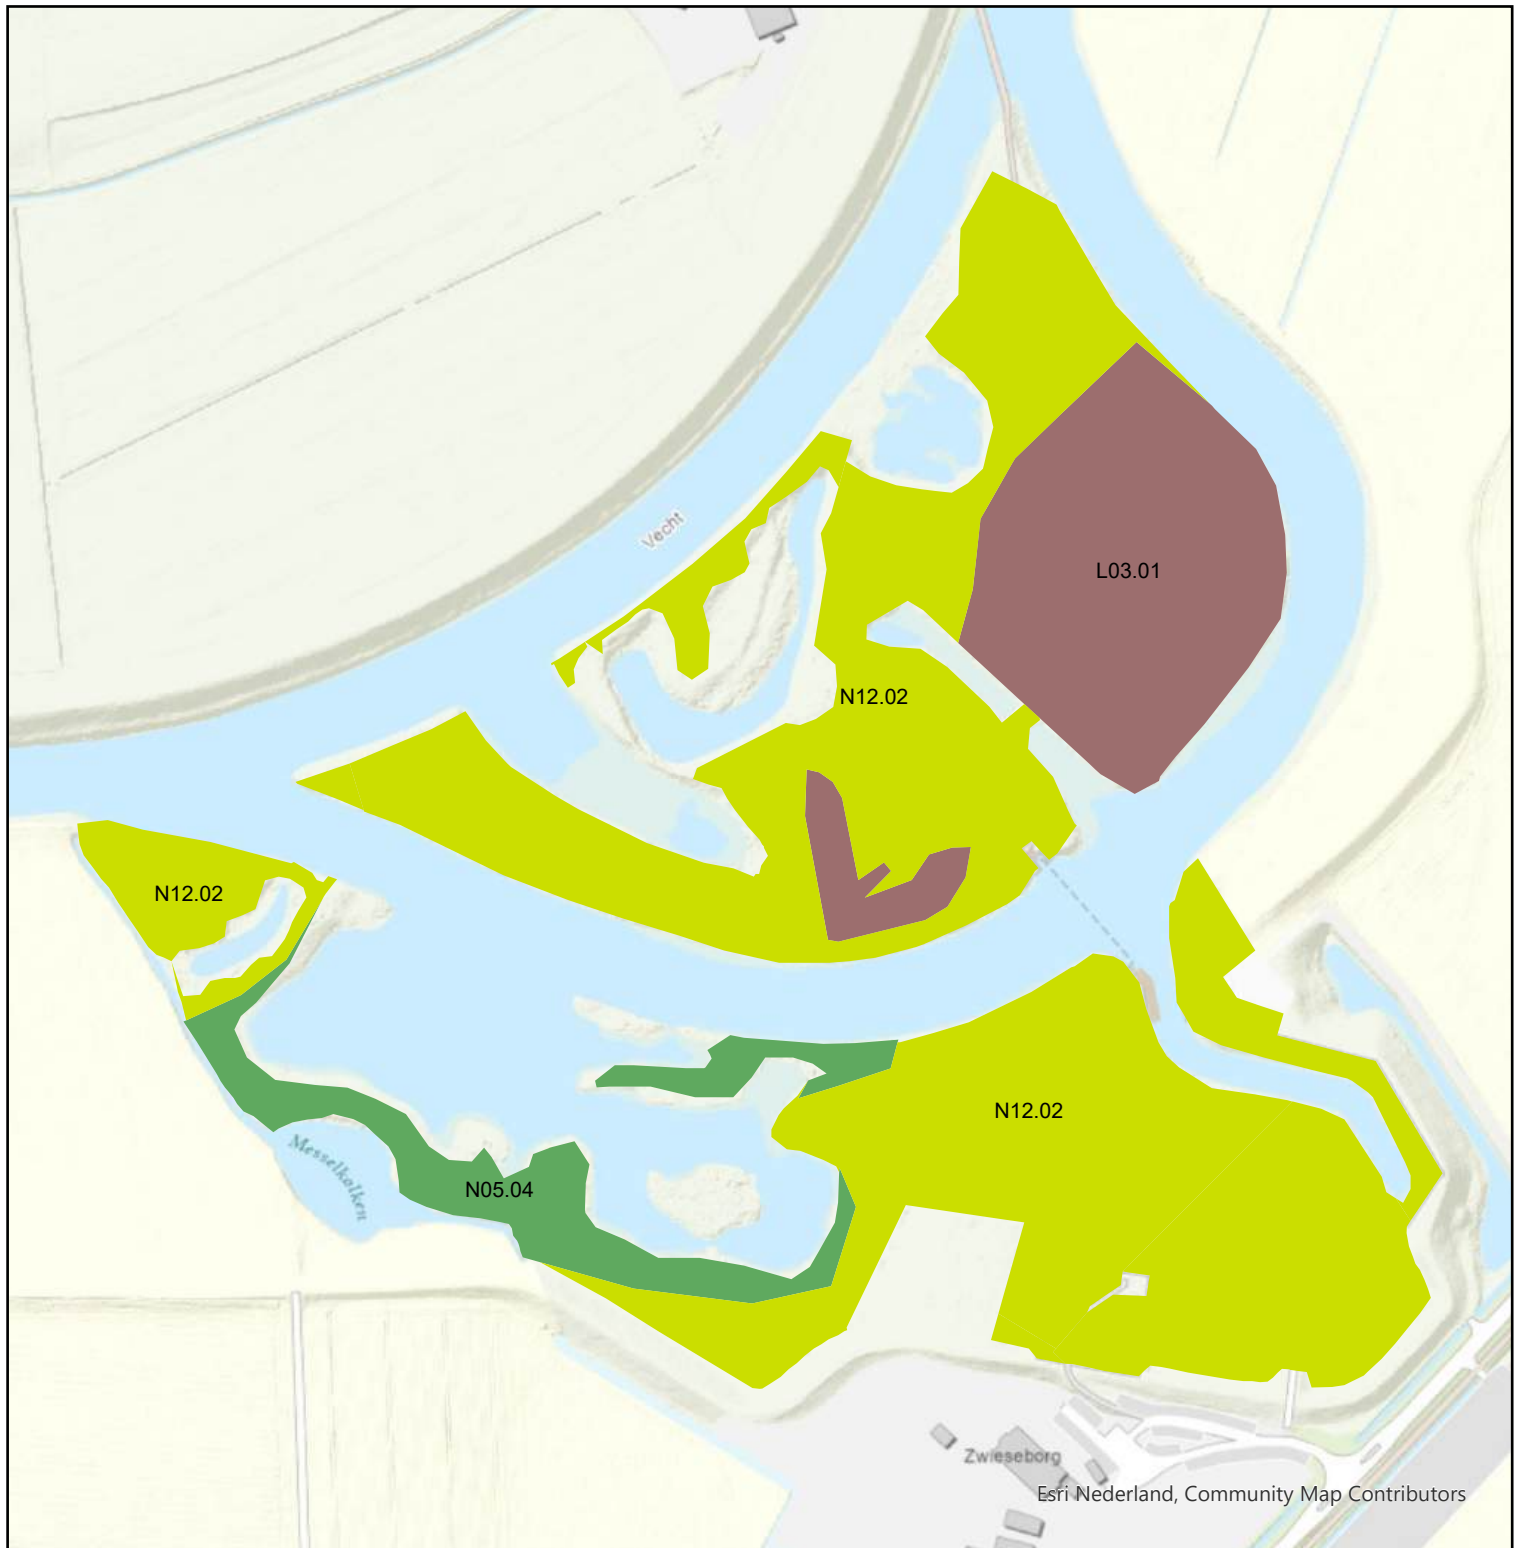 Vecht
L03.01
N12.02
N12.02
N12.02
Messelkolken
N05.04
Zwieseborg
Esri Nederland, Community Map Contributors